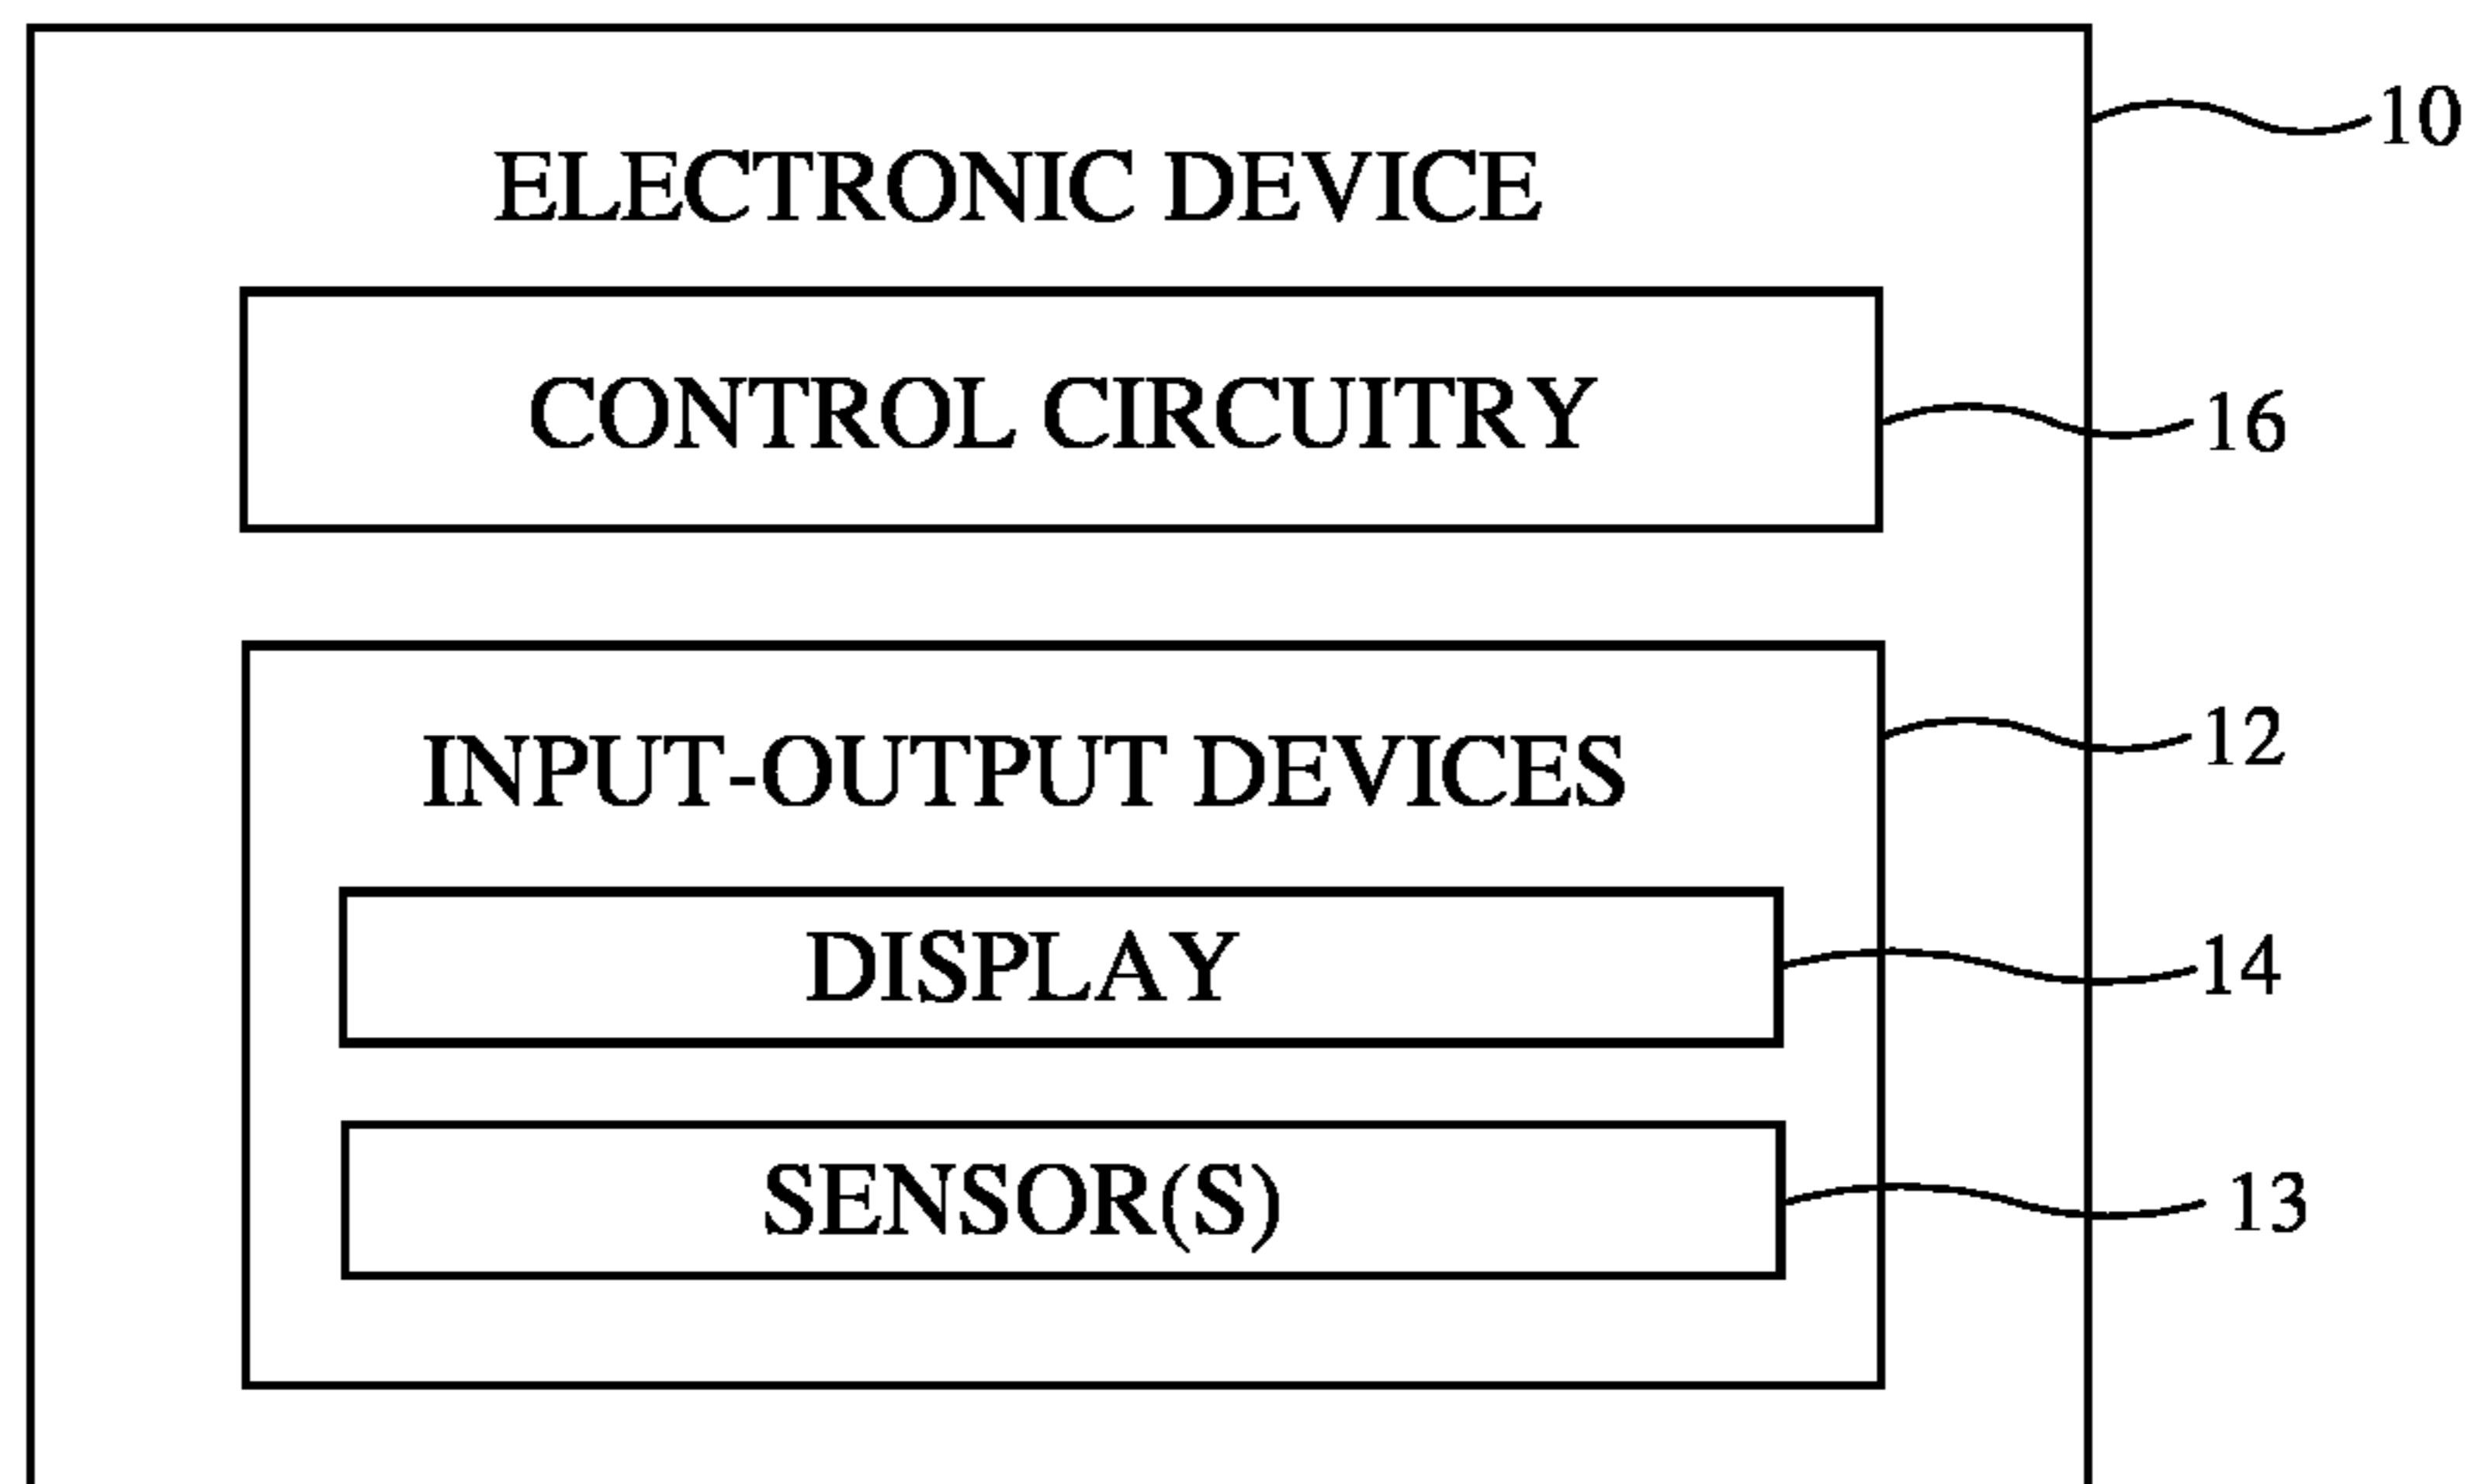 10
ELECTRONIC DEVICE
CONTROL CIRCUITRY
16
INPUT-OUTPUT DEVICES
12
DISPLAY
14
SENSOR(S)
13